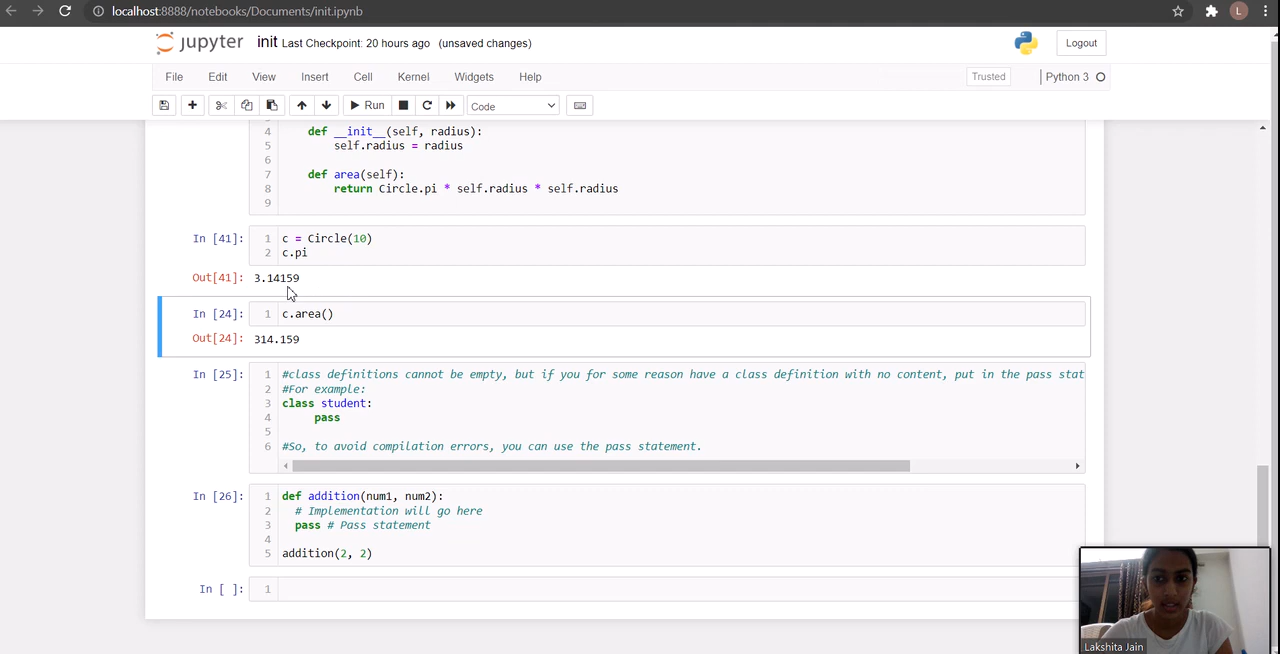 localhost:8888/notebooks/Documents/init.ipynb
L
jupyter init Last Checkpoint: 20 hours ago (unsaved changes)
Logout
File Edit View Insert Cell Kernel Widgets Help
Trusted
Python 3
Run
Code
4 def __init__(self, radius):
5 self.radius = radius
6
7 def area(self):
8 return Circle.pi * self.radius * self.radius
9
In [41]:
1 c = Circle(10)
2 c.pi
Out[41]: 3.14159
In [24]:
1 c.area()
Out[24]: 314.159
In [25]:
1 #class definitions cannot be empty, but if you for some reason have a class definition with no content, put in the pass stat
2 #For example:
3 class student:
4 pass
5
6 #So, to avoid compilation errors, you can use the pass statement.
In [26]:
1 def addition(num1, num2):
2 # Implementation will go here
3 pass # Pass statement
4
5 addition(2, 2)
In [ ]:
1
Lakshita Jain